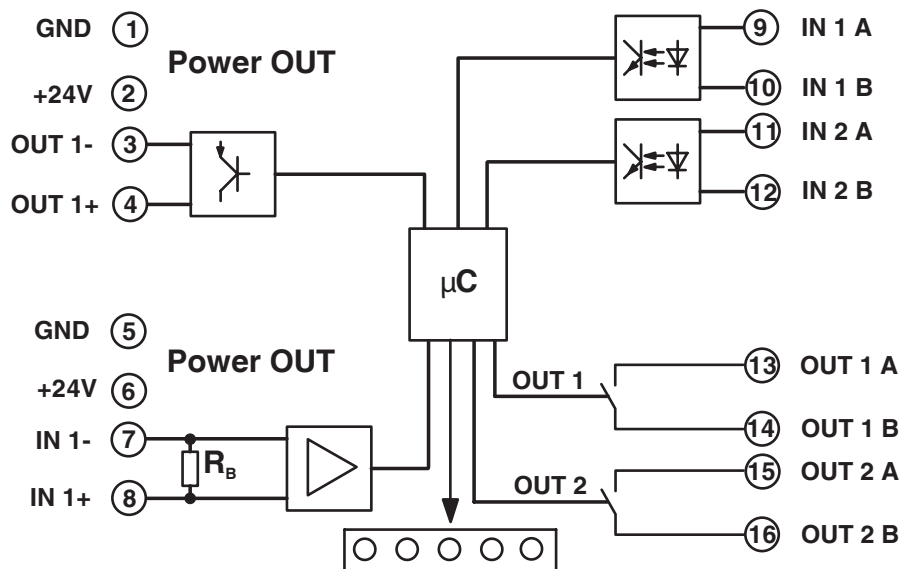 GND 1
Power OUT
+24V 2
OUT 1- 3
OUT 1+ 4
9 IN 1 A
10 IN 1 B
11 IN 2 A
12 IN 2 B
µC
GND 5
Power OUT
+24V 6
IN 1- 7
RB
IN 1+ 8
OUT 1
13 OUT 1 A
14 OUT 1 B
OUT 2
15 OUT 2 A
16 OUT 2 B